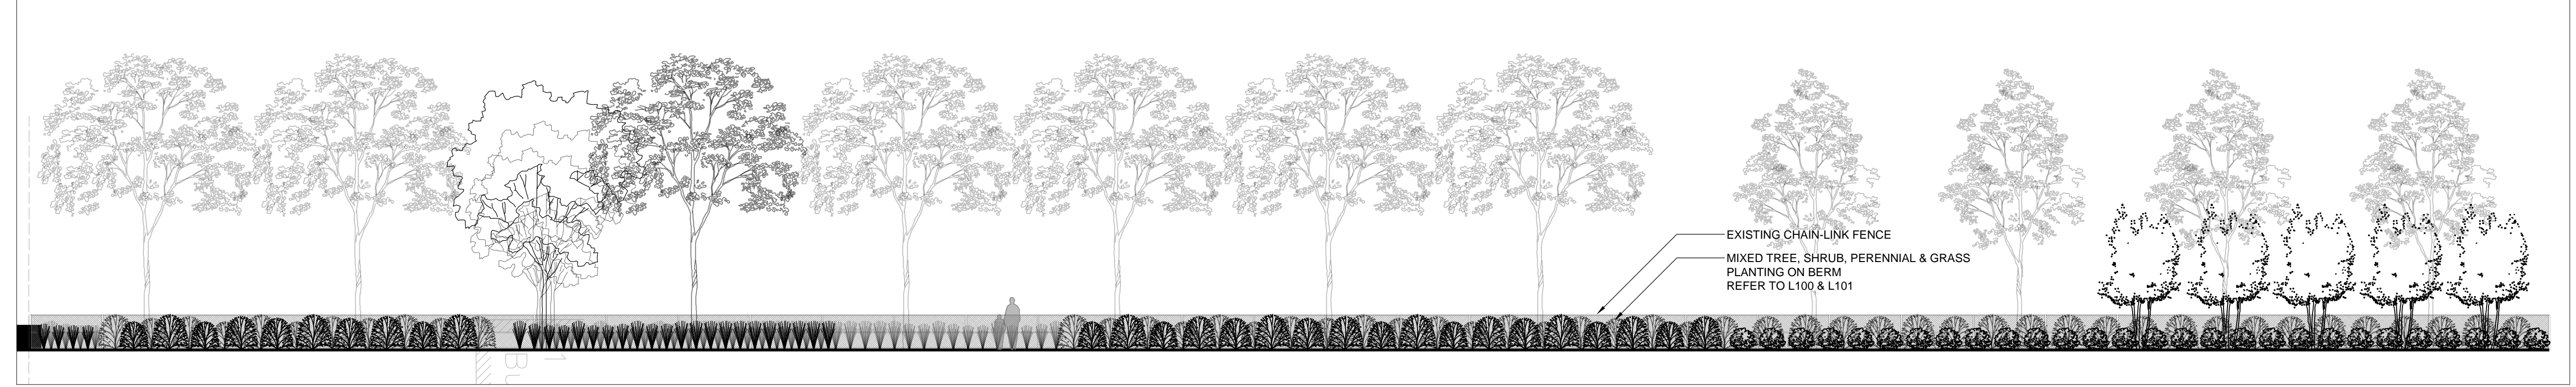 EXISTING CHAIN-LINK FENCE
MIXED TREE, SHRUB, PERENNIAL & GRASS
PLANTING ON BERM
REFER TO L100 & L101